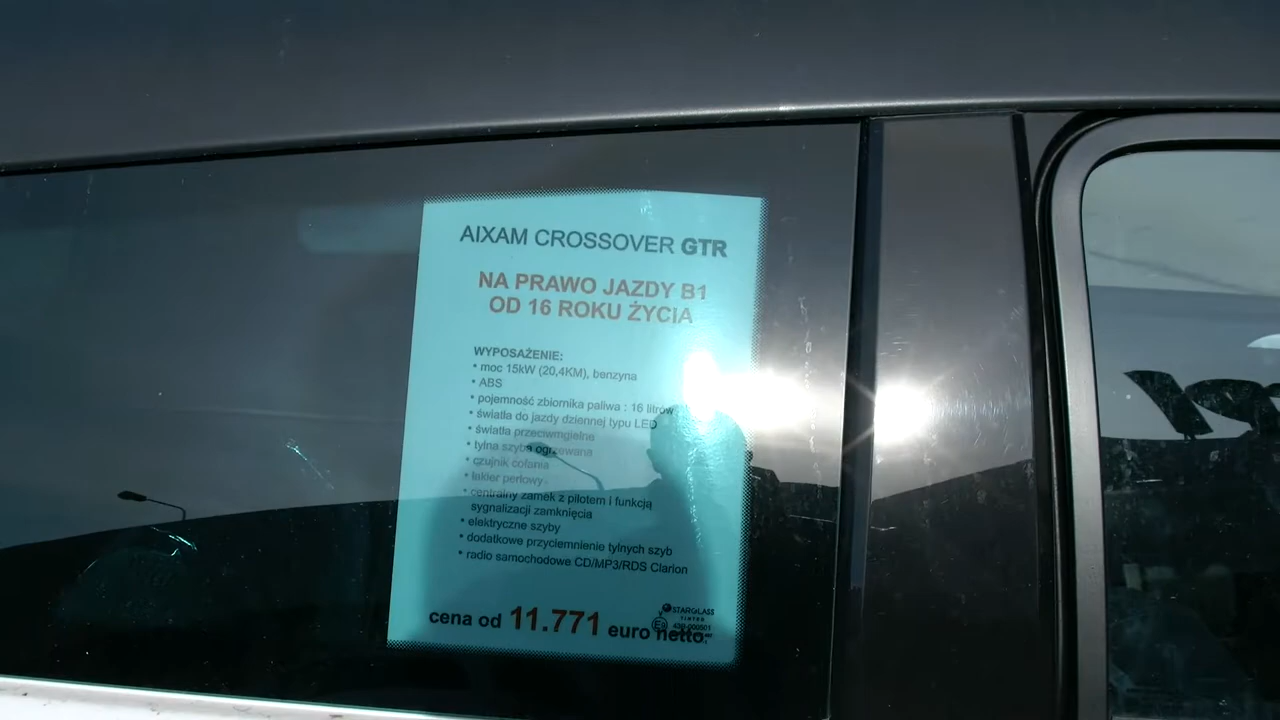 AIXAM CROSSOVER GTR
NA PRAWO JAZDY B1
OD 16 ROKU ŻYCIA
WYPOSAŻENIE:
• moc 15kW (20,4KM), benzyna
• ABS
• pojemność zbiornika paliwa : 16 litrów
• światła do jazdy dziennej typu LED
• światła przeciwmgielne
• tylna szyba ogrzewana
• czujnik cofania
• lakier perłowy
• centralny zamek z pilotem i funkcją
sygnalizacji zamknięcia
• elektryczne szyby
• dodatkowe przyciemnienie tylnych szyb
• radio samochodowe CD/MP3/RDS Clarion
cena od 11.771 euro netto.
STARGLASS
TINTED